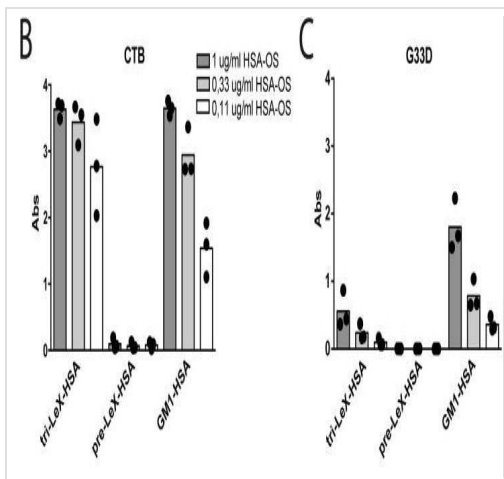 B
CTB
1 ug/ml HSA-OS
0,33 ug/ml HSA-OS
0,11 ug/ml HSA-OS
Abs
4
3
2
1
0
tri-LeX-HSA
pre-LeX-HSA
GM1-HSA
C
G33D
Abs
4
3
2
1
0
tri-LeX-HSA
pre-LeX-HSA
GM1-HSA